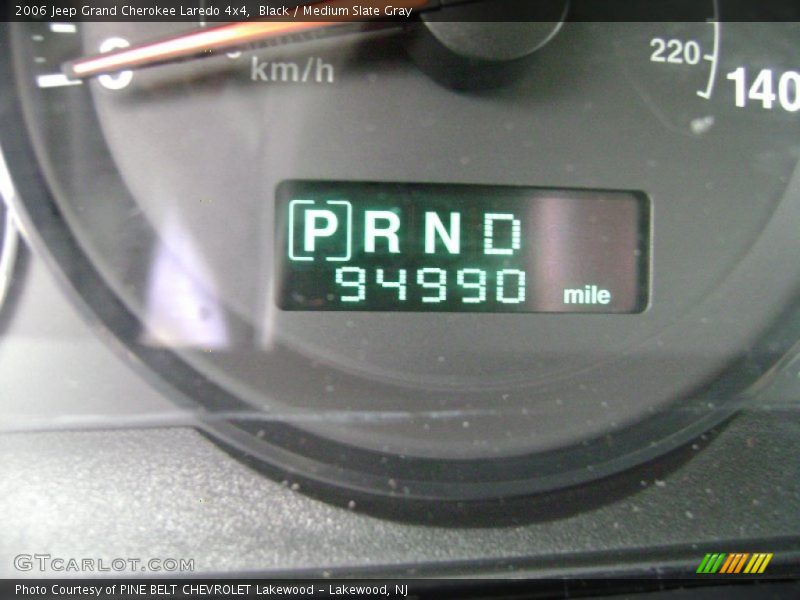 2006 Jeep Grand Cherokee Laredo 4x4, Black / Medium Slate Gray
0
km/h
220
140
[P] R N D
94990 mile
GTCARLOT.COM
Photo Courtesy of PINE BELT CHEVROLET Lakewood - Lakewood, NJ